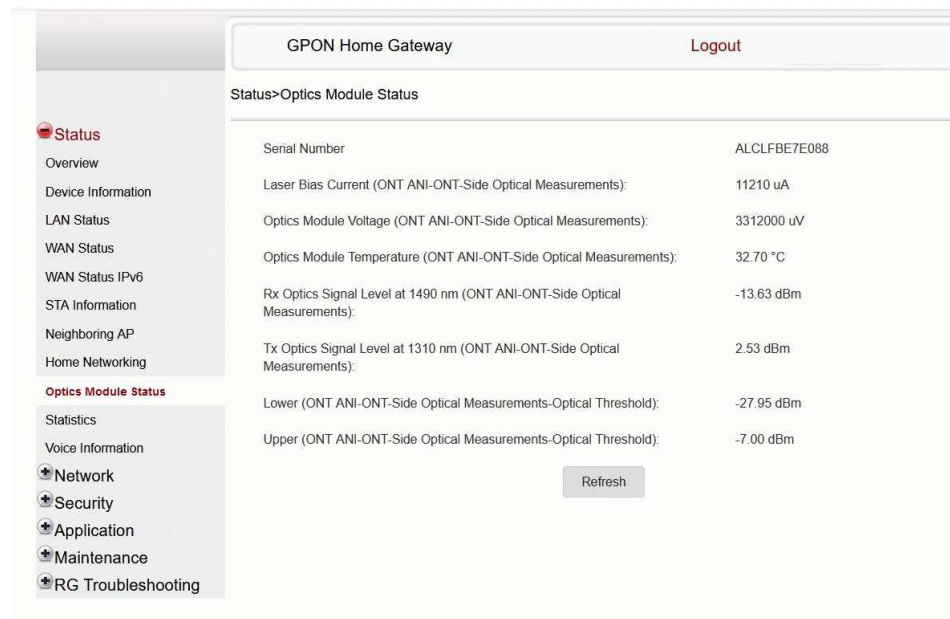 GPON Home Gateway
Logout
Status>Optics Module Status
Status
Overview
Device Information
LAN Status
WAN Status
WAN Status IPv6
STA Information
Neighboring AP
Home Networking
Optics Module Status
Statistics
Voice Information
Network
Security
Application
Maintenance
RG Troubleshooting
Serial Number ALCLFBE7E088
Laser Bias Current (ONT ANI-ONT-Side Optical Measurements): 11210 uA
Optics Module Voltage (ONT ANI-ONT-Side Optical Measurements): 3312000 uV
Optics Module Temperature (ONT ANI-ONT-Side Optical Measurements): 32.70 °C
Rx Optics Signal Level at 1490 nm (ONT ANI-ONT-Side Optical -13.63 dBm
Measurements):
Tx Optics Signal Level at 1310 nm (ONT ANI-ONT-Side Optical 2.53 dBm
Measurements):
Lower (ONT ANI-ONT-Side Optical Measurements-Optical Threshold): -27.95 dBm
Upper (ONT ANI-ONT-Side Optical Measurements-Optical Threshold): -7.00 dBm
Refresh